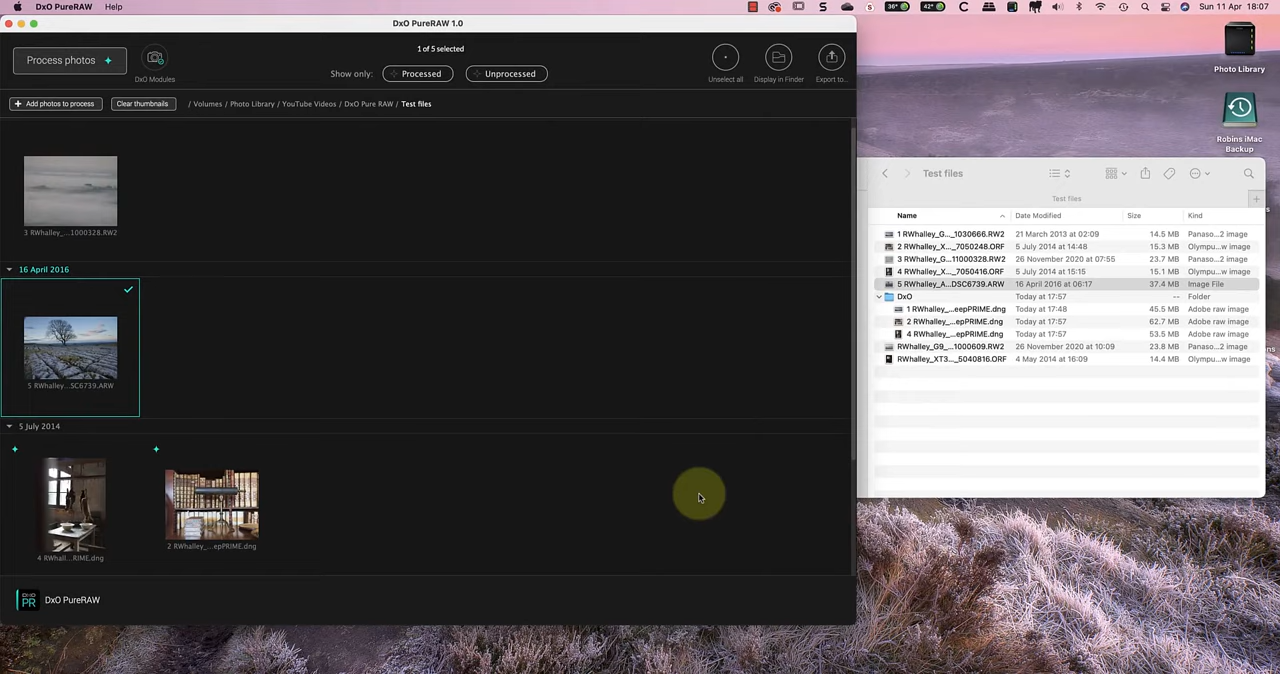 DxO PureRAW Help
36° 42° Sun 11 Apr 18:07
DxO PureRAW 1.0
Process photos
DxO Modules
1 of 5 selected
Show only: Processed Unprocessed
Unselect all Display in Finder Export to...
+ Add photos to process Clear thumbnails / Volumes / Photo Library / YouTube Videos / DxO Pure RAW / Test files
3 RWhalley_...1000328.RW2
16 April 2016
5 RWhalley...SC6739.ARW
5 July 2014
4 RWhall...RIME.dng
2 RWhalley_...epPRIME.dng
DxO PR DxO PureRAW
Photo Library
Robins iMac
Backup
Test files
Test files
Name Date Modified Size Kind
1 RWhalley_G..._1030666.RW2 21 March 2013 at 02:09 14.5 MB Panaso...2 image
2 RWhalley_X..._7050248.ORF 5 July 2014 at 14:48 15.3 MB Olympu...w image
3 RWhalley_G...11000328.RW2 26 November 2020 at 07:55 23.7 MB Panaso...2 image
4 RWhalley_X..._7050416.ORF 5 July 2014 at 15:15 15.1 MB Olympu...w image
5 RWhalley_A...DSC6739.ARW 16 April 2016 at 06:17 37.4 MB Image File
DxO Today at 17:57 -- Folder
1 RWhalley_...eepPRIME.dng Today at 17:48 45.5 MB Adobe raw image
2 RWhalley_...epPRIME.dng Today at 17:57 62.7 MB Adobe raw image
4 RWhalley_...epPRIME.dng Today at 17:57 53.5 MB Adobe raw image
RWhalley_G9_...1000609.RW2 26 November 2020 at 10:09 23.8 MB Panaso...2 image
RWhalley_XT3..._5040816.ORF 4 May 2014 at 16:09 14.4 MB Olympu...w image